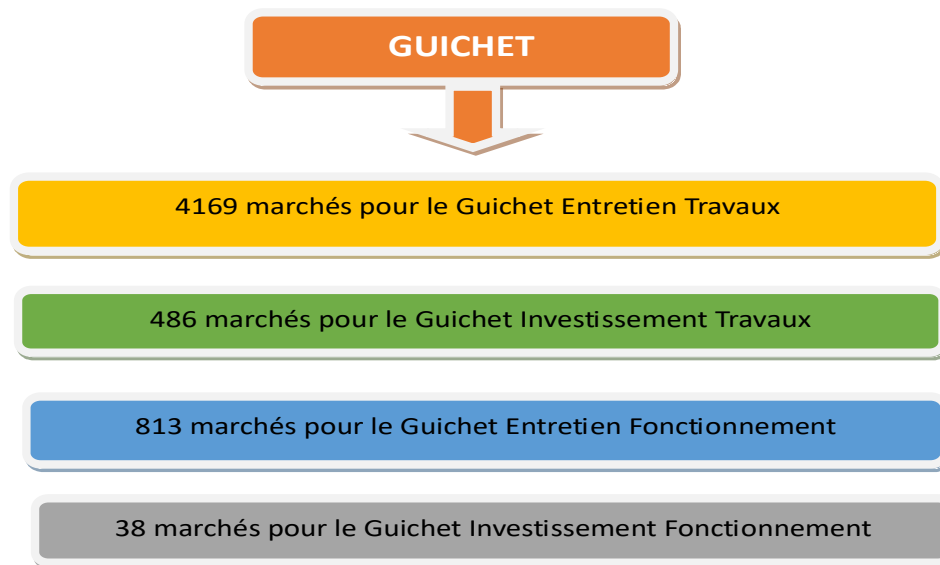 GUICHET
4169 marchés pour le Guichet Entretien Travaux
486 marchés pour le Guichet Investissement Travaux
813 marchés pour le Guichet Entretien Fonctionnement
38 marchés pour le Guichet Investissement Fonctionnement